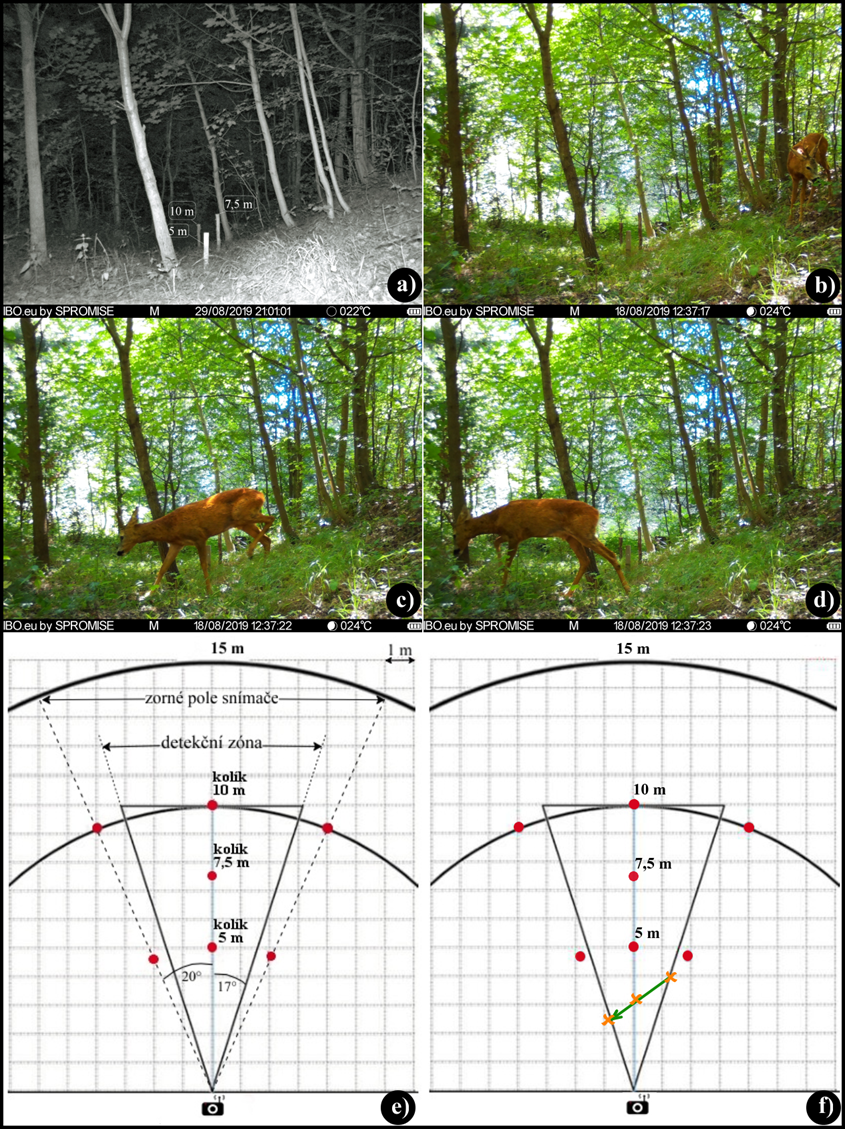 10 m
7,5 m
5 m
a)
b)
IBO.eu by SPROMISE M 29/08/2019 21:01:01 022°C
IBO.eu by SPROMISE M 18/08/2019 12:37:17 024°C
c)
d)
IBO.eu by SPROMISE M 18/08/2019 12:37:22 024°C
IBO.eu by SPROMISE M 18/08/2019 12:37:23 024°C
15 m
1 m
zorné pole snímače
detekční zóna
kolík
10 m
kolík
7,5 m
kolík
5 m
20°
17°
e)
15 m
10 m
7,5 m
5 m
f)